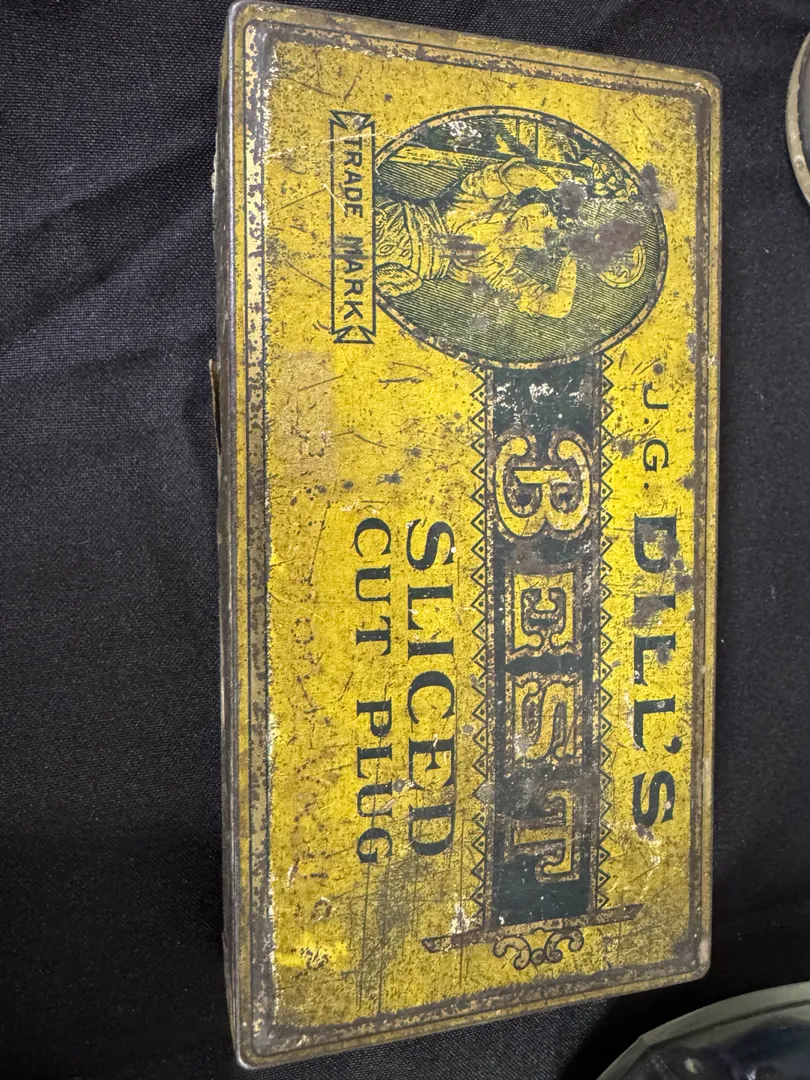 J.G. DILL'S
BEST
SLICED
CUT PLUG
TRADE MARK